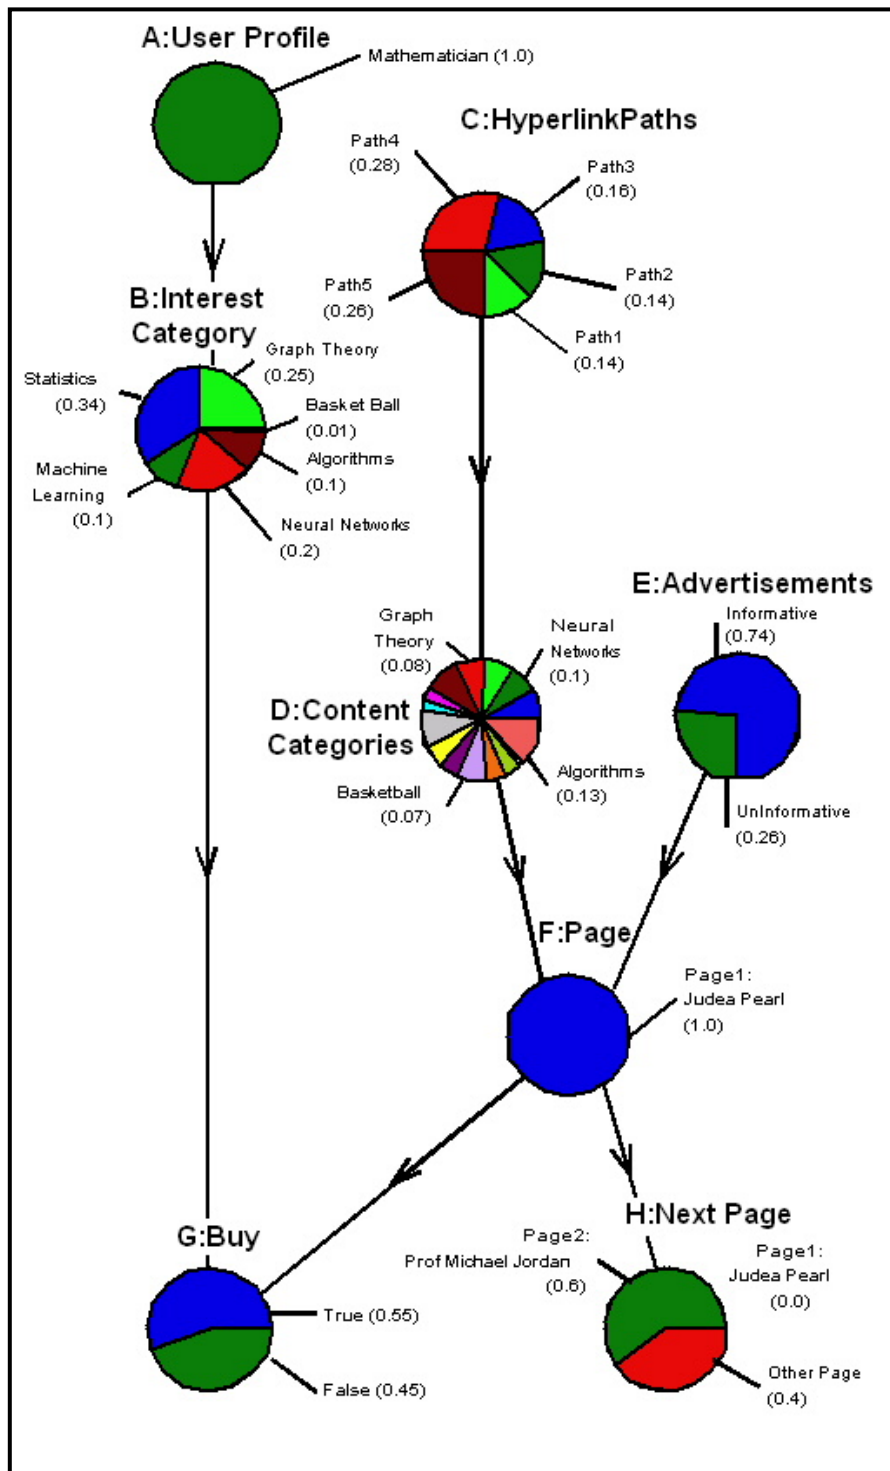 A:User Profile
Mathematician (1.0)
C:HyperlinkPaths
Path4
(0.28)
Path3
(0.16)
Path5
(0.26)
Path2
(0.14)
Path1
(0.14)
B:Interest
Category
Graph Theory
(0.25)
Statistics
(0.34)
Basket Ball
(0.01)
Algorithms
(0.1)
Machine
Learning
(0.1)
Neural Networks
(0.2)
E:Advertisements
Informative
(0.74)
Graph
Theory
(0.08)
Neural
Networks
(0.1)
D:Content
Categories
Algorithms
(0.13)
Basketball
(0.07)
UnInformative
(0.26)
F:Page
Page1:
Judea Pearl
(1.0)
G:Buy
True (0.55)
False (0.45)
H:Next Page
Page2:
Prof Michael Jordan
(0.6)
Page1:
Judea Pearl
(0.0)
Other Page
(0.4)